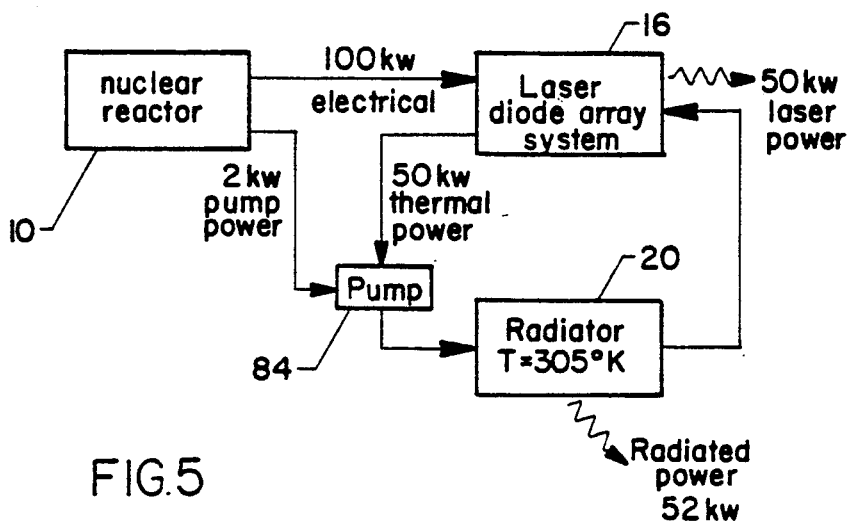 16
nuclear
reactor
100kw
electrical
Laser
diode array
system
50kw
laser
power
10
2kw
pump
power
50kw
thermal
power
Pump
84
20
Radiator
T=305°K
Radiated
power
52kw
FIG.5